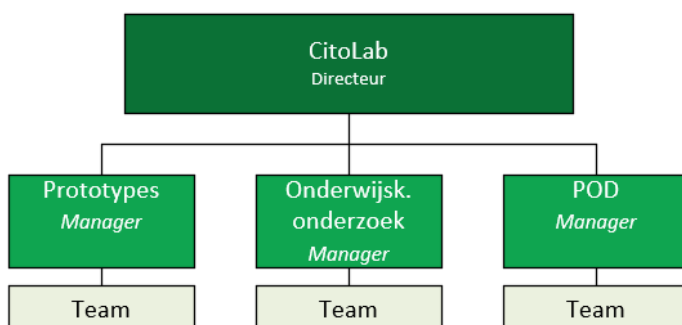 CitoLab
Directeur
Prototypes
Manager
Onderwijsk.
onderzoek
Manager
POD
Manager
Team
Team
Team